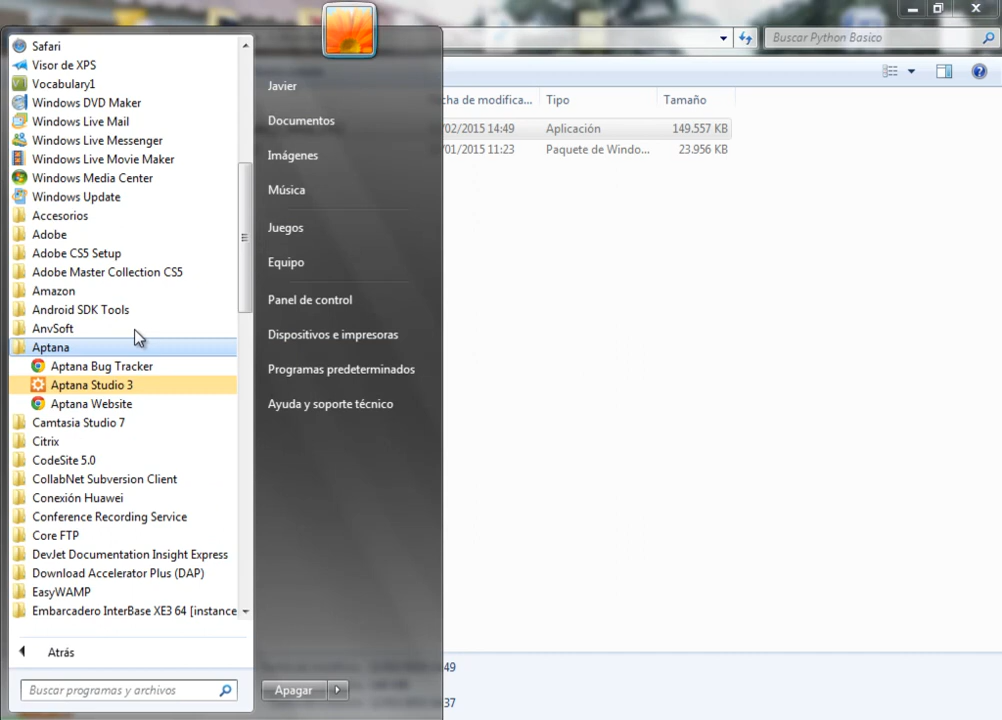 Safari
Visor de XPS
Vocabulary1
Windows DVD Maker
Windows Live Mail
Windows Live Messenger
Windows Live Movie Maker
Windows Media Center
Windows Update
Accesorios
Adobe
Adobe CS5 Setup
Adobe Master Collection CS5
Amazon
Android SDK Tools
AnvSoft
Aptana
Aptana Bug Tracker
Aptana Studio 3
Aptana Website
Camtasia Studio 7
Citrix
CodeSite 5.0
CollabNet Subversion Client
Conexión Huawei
Conference Recording Service
Core FTP
DevJet Documentation Insight Express
Download Accelerator Plus (DAP)
EasyWAMP
Embarcadero InterBase XE3 64 [instance
Atrás
Buscar programas y archivos
Javier
Documentos
Imágenes
Música
Juegos
Equipo
Panel de control
Dispositivos e impresoras
Programas predeterminados
Ayuda y soporte técnico
Apagar
Buscar Python Basico
cha de modifica... Tipo Tamaño
/02/2015 14:49 Aplicación 149.557 KB
/01/2015 11:23 Paquete de Windo... 23.956 KB
49
37